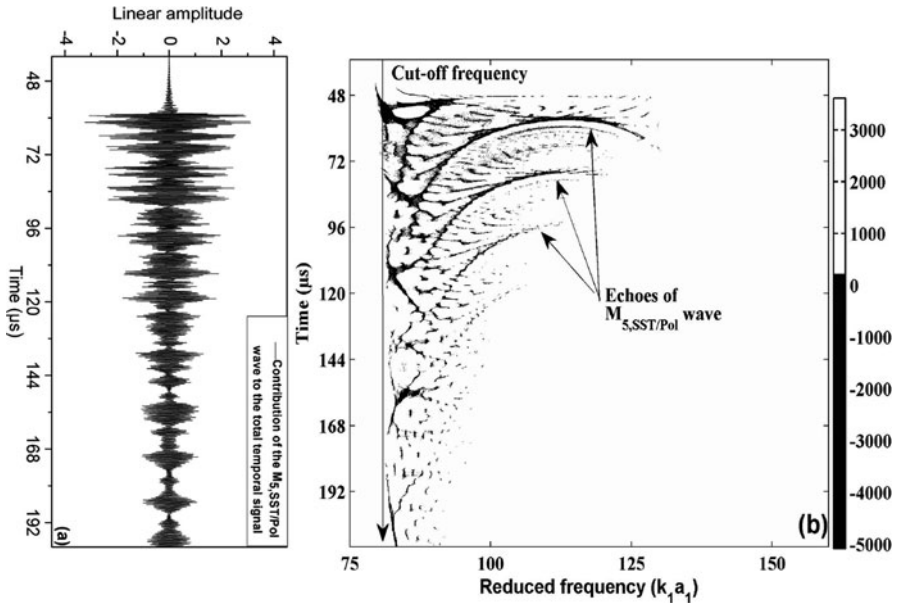 Linear amplitude
-4 -2 0 2 4
48
72
96
120
144
168
192
Time (µs)
Contribution of the M5,SST/Pol
wave to the total temporal signal
(a)
Cut-off frequency
48
72
96
120
144
168
192
Time (µs)
Echoes of
M5,SST/Pol wave
(b)
75 100 125 150
Reduced frequency (k1a1)
3000
2000
1000
0
-1000
-2000
-3000
-4000
-5000